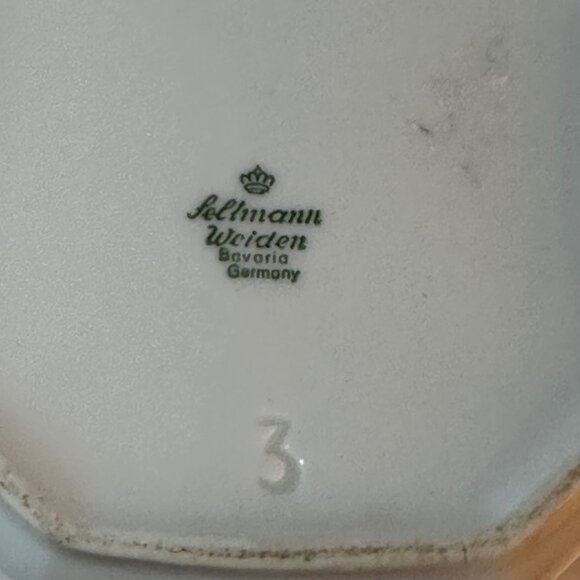 Seltmann
Weiden
Bavaria
Germany
3